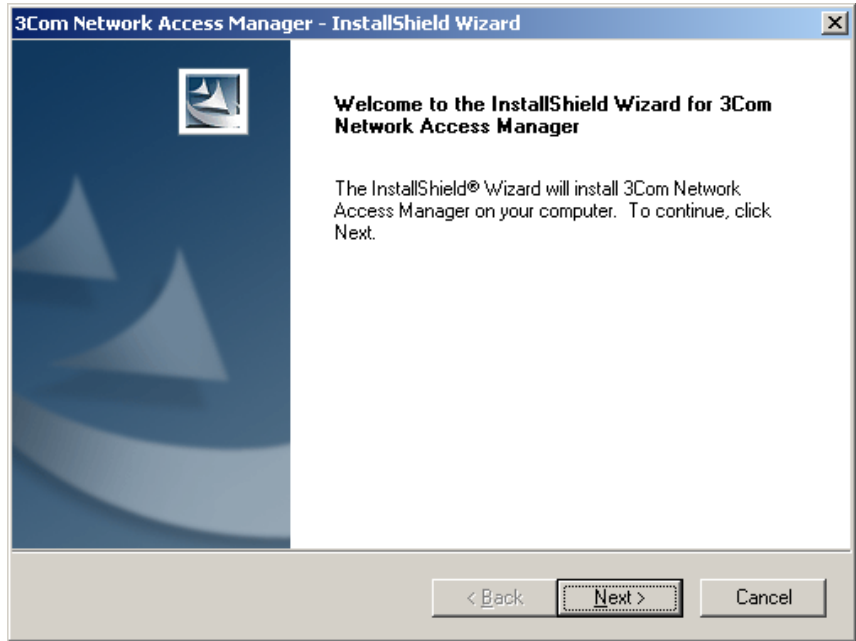 3Com Network Access Manager - InstallShield Wizard
Welcome to the InstallShield Wizard for 3Com
Network Access Manager
The InstallShield® Wizard will install 3Com Network
Access Manager on your computer.  To continue, click
Next.
< Back
Next >
Cancel